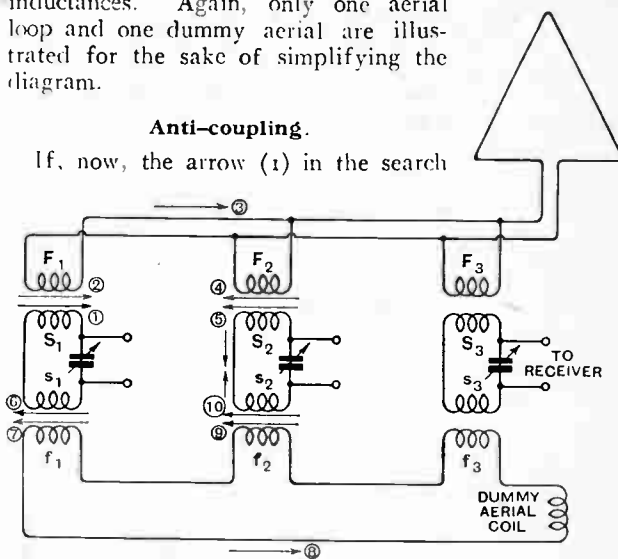 inductances. Again, only one aerial
loop and one dummy aerial are illus-
trated for the sake of simplifying the
diagram.
Anti-coupling.
If, now, the arrow (1) in the search
③
F1 F2 F3
② ④
① ⑤
S1 S2 S3
TO
RECEIVER
s1 s2 s3
⑥ ⑩
⑦ ⑨
f1 f2 f3
DUMMY
AERIAL
COIL
⑧